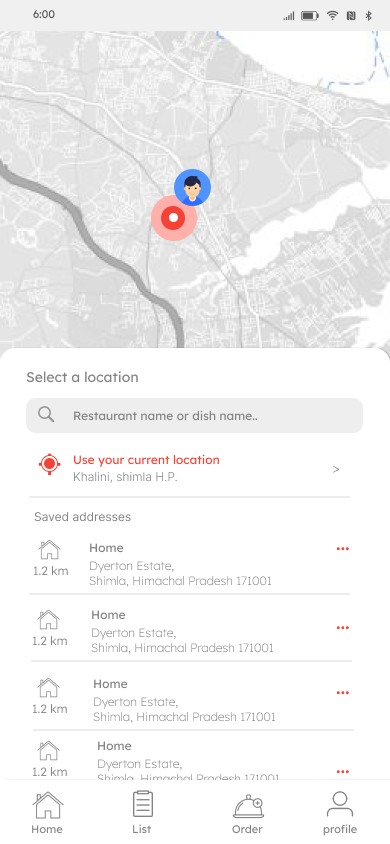 6:00
Select a location
Restaurant name or dish name..
Use your current location
Khalini, shimla H.P.
>
Saved addresses
Home
Dyerton Estate,
1.2 km
Shimla, Himachal Pradesh 171001
Home
Dyerton Estate,
1.2 km
Shimla, Himachal Pradesh 171001
Home
Dyerton Estate,
1.2 km
Shimla, Himachal Pradesh 171001
Home
Dyerton Estate,
1.2 km
Shimla, Himachal Pradesh 171001
Home
List
Order
profile